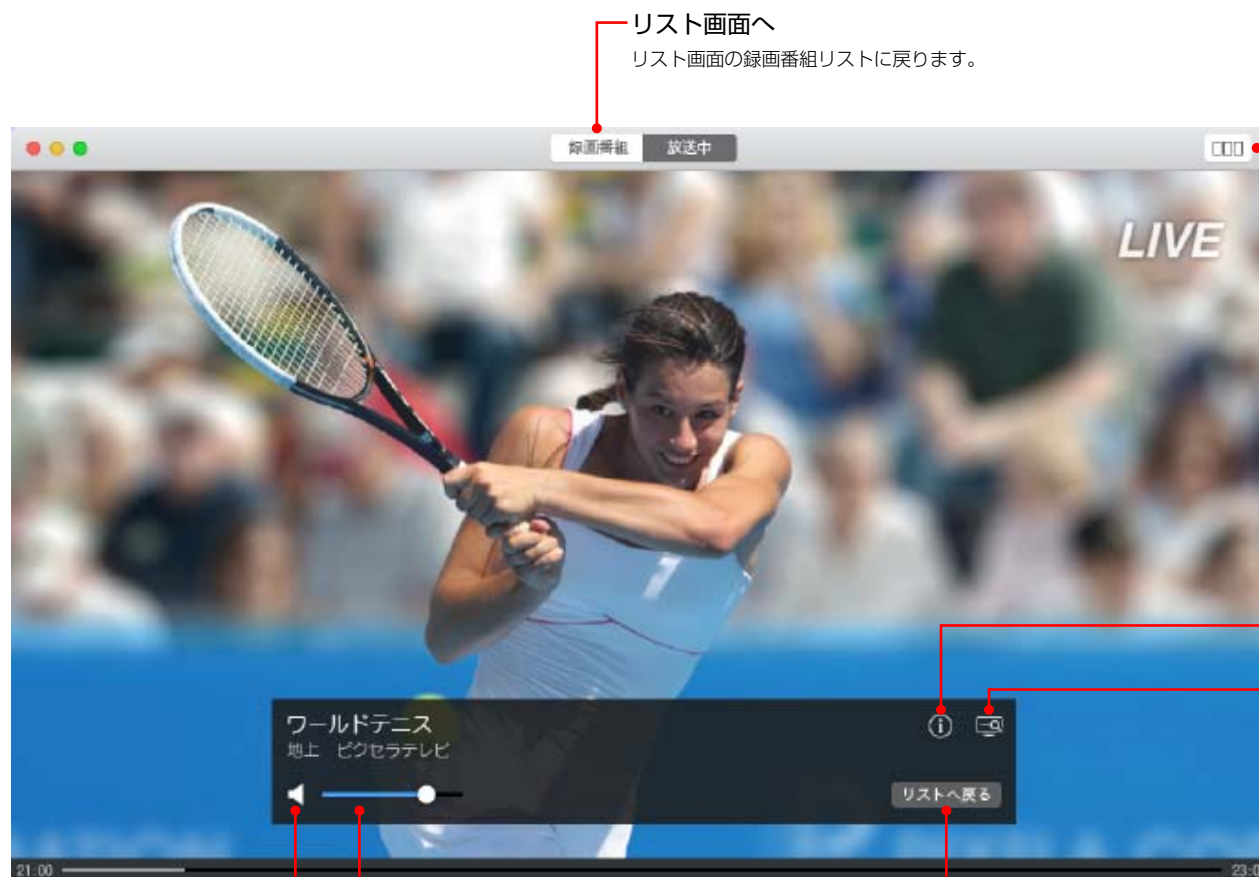 リスト画面へ
リスト画面の録画番組リストに戻ります。
録画番組 放送中
LIVE
ワールドテニス
地上 ピクセラテレビ
リストへ戻る
21:00